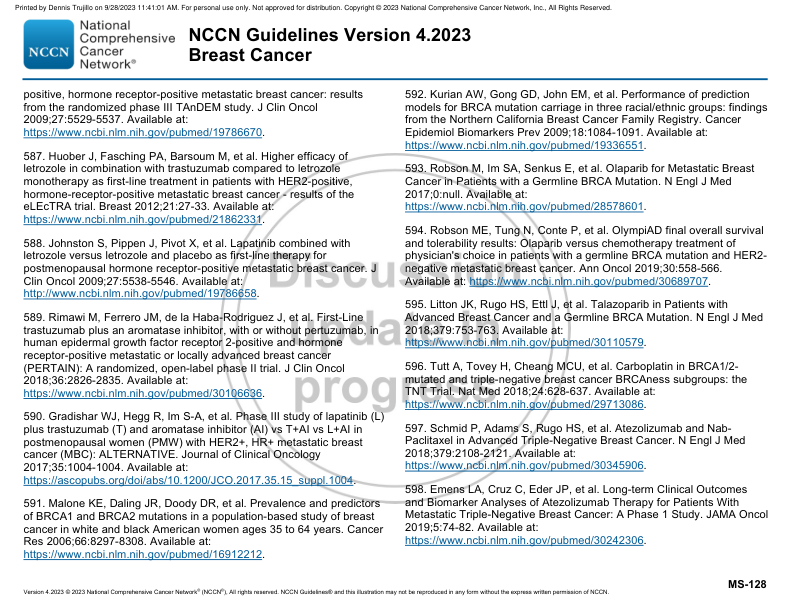 Printed by Dennis Trujillo on 9/28/2023 11:41:01 AM. For personal use only. Not approved for distribution. Copyright © 2023 National Comprehensive Cancer Network, Inc., All Rights Reserved.
NCCN
National
Comprehensive
Cancer
Network®
NCCN Guidelines Version 4.2023
Breast Cancer
positive, hormone receptor-positive metastatic breast cancer: results
from the randomized phase III TAnDEM study. J Clin Oncol
2009;27:5529-5537. Available at:
https://www.ncbi.nlm.nih.gov/pubmed/19786670.
587. Huober J, Fasching PA, Barsoum M, et al. Higher efficacy of
letrozole in combination with trastuzumab compared to letrozole
monotherapy as first-line treatment in patients with HER2-positive,
hormone-receptor-positive metastatic breast cancer - results of the
eLEcTRA trial. Breast 2012;21:27-33. Available at:
https://www.ncbi.nlm.nih.gov/pubmed/21862331.
588. Johnston S, Pippen J, Pivot X, et al. Lapatinib combined with
letrozole versus letrozole and placebo as first-line therapy for
postmenopausal hormone receptor-positive metastatic breast cancer. J
Clin Oncol 2009;27:5538-5546. Available at:
http://www.ncbi.nlm.nih.gov/pubmed/19786658.
589. Rimawi M, Ferrero JM, de la Haba-Rodriguez J, et al. First-Line
trastuzumab plus an aromatase inhibitor, with or without pertuzumab, in
human epidermal growth factor receptor 2-positive and hormone
receptor-positive metastatic or locally advanced breast cancer
(PERTAIN): A randomized, open-label phase II trial. J Clin Oncol
2018;36:2826-2835. Available at:
https://www.ncbi.nlm.nih.gov/pubmed/30106636.
590. Gradishar WJ, Hegg R, Im S-A, et al. Phase III study of lapatinib (L)
plus trastuzumab (T) and aromatase inhibitor (AI) vs T+AI vs L+AI in
postmenopausal women (PMW) with HER2+, HR+ metastatic breast
cancer (MBC): ALTERNATIVE. Journal of Clinical Oncology
2017;35:1004-1004. Available at:
https://ascopubs.org/doi/abs/10.1200/JCO.2017.35.15_suppl.1004.
591. Malone KE, Daling JR, Doody DR, et al. Prevalence and predictors
of BRCA1 and BRCA2 mutations in a population-based study of breast
cancer in white and black American women ages 35 to 64 years. Cancer
Res 2006;66:8297-8308. Available at:
https://www.ncbi.nlm.nih.gov/pubmed/16912212.
592. Kurian AW, Gong GD, John EM, et al. Performance of prediction
models for BRCA mutation carriage in three racial/ethnic groups: findings
from the Northern California Breast Cancer Family Registry. Cancer
Epidemiol Biomarkers Prev 2009;18:1084-1091. Available at:
https://www.ncbi.nlm.nih.gov/pubmed/19336551.
593. Robson M, Im SA, Senkus E, et al. Olaparib for Metastatic Breast
Cancer in Patients with a Germline BRCA Mutation. N Engl J Med
2017;0:null. Available at:
https://www.ncbi.nlm.nih.gov/pubmed/28578601.
594. Robson ME, Tung N, Conte P, et al. OlympiAD final overall survival
and tolerability results: Olaparib versus chemotherapy treatment of
physician's choice in patients with a germline BRCA mutation and HER2-
negative metastatic breast cancer. Ann Oncol 2019;30:558-566.
Available at: https://www.ncbi.nlm.nih.gov/pubmed/30689707.
595. Litton JK, Rugo HS, Ettl J, et al. Talazoparib in Patients with
Advanced Breast Cancer and a Germline BRCA Mutation. N Engl J Med
2018;379:753-763. Available at:
https://www.ncbi.nlm.nih.gov/pubmed/30110579.
596. Tutt A, Tovey H, Cheang MCU, et al. Carboplatin in BRCA1/2-
mutated and triple-negative breast cancer BRCAness subgroups: the
TNT Trial. Nat Med 2018;24:628-637. Available at:
https://www.ncbi.nlm.nih.gov/pubmed/29713086.
597. Schmid P, Adams S, Rugo HS, et al. Atezolizumab and Nab-
Paclitaxel in Advanced Triple-Negative Breast Cancer. N Engl J Med
2018;379:2108-2121. Available at:
https://www.ncbi.nlm.nih.gov/pubmed/30345906.
598. Emens LA, Cruz C, Eder JP, et al. Long-term Clinical Outcomes
and Biomarker Analyses of Atezolizumab Therapy for Patients With
Metastatic Triple-Negative Breast Cancer: A Phase 1 Study. JAMA Oncol
2019;5:74-82. Available at:
https://www.ncbi.nlm.nih.gov/pubmed/30242306.
Discussion
update in
progress
MS-128
Version 4.2023 © 2023 National Comprehensive Cancer Network® (NCCN®), All rights reserved. NCCN Guidelines® and this illustration may not be reproduced in any form without the express written permission of NCCN.